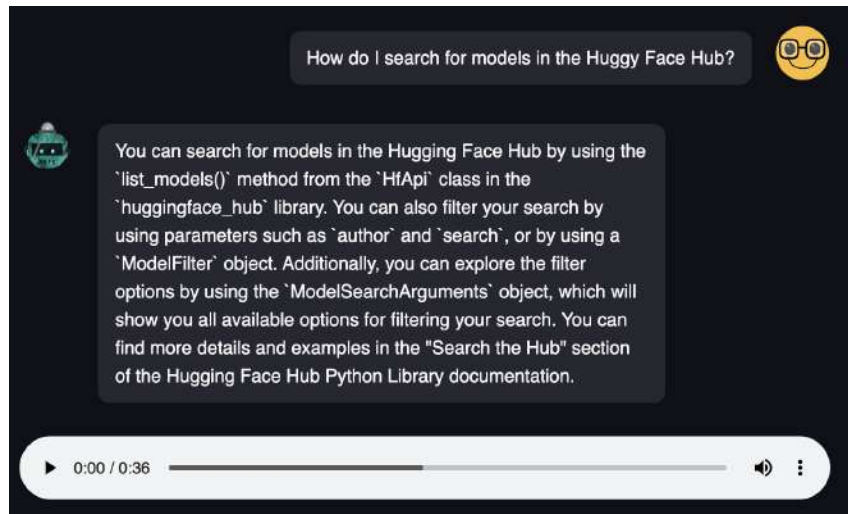 How do I search for models in the Huggy Face Hub?
You can search for models in the Hugging Face Hub by using the
`list_models()` method from the `HfApi` class in the
`huggingface_hub` library. You can also filter your search by
using parameters such as `author` and `search`, or by using a
`ModelFilter` object. Additionally, you can explore the filter
options by using the `ModelSearchArguments` object, which will
show you all available options for filtering your search. You can
find more details and examples in the "Search the Hub" section
of the Hugging Face Hub Python Library documentation.
0:00 / 0:36